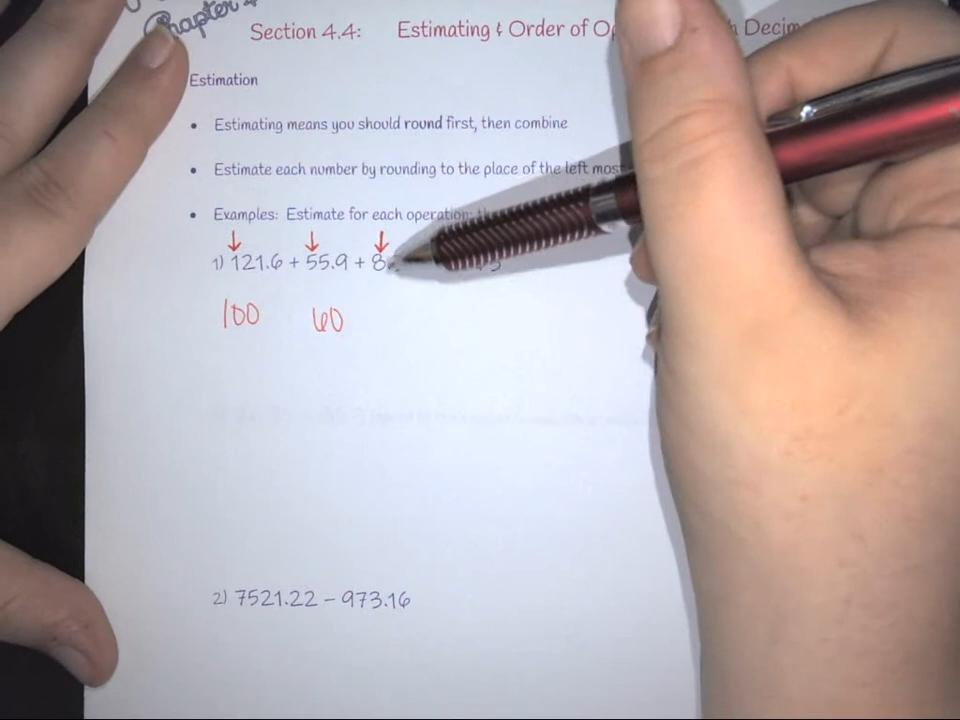 Chapter
Section 4.4: Estimating & Order of
Estimation
• Estimating means you should round first, then combine
• Estimate each number by rounding to the place of the left most
• Examples: Estimate for each operation:
1) 121.6 + 55.9 + 8
100 60
2) 7521.22 – 973.16